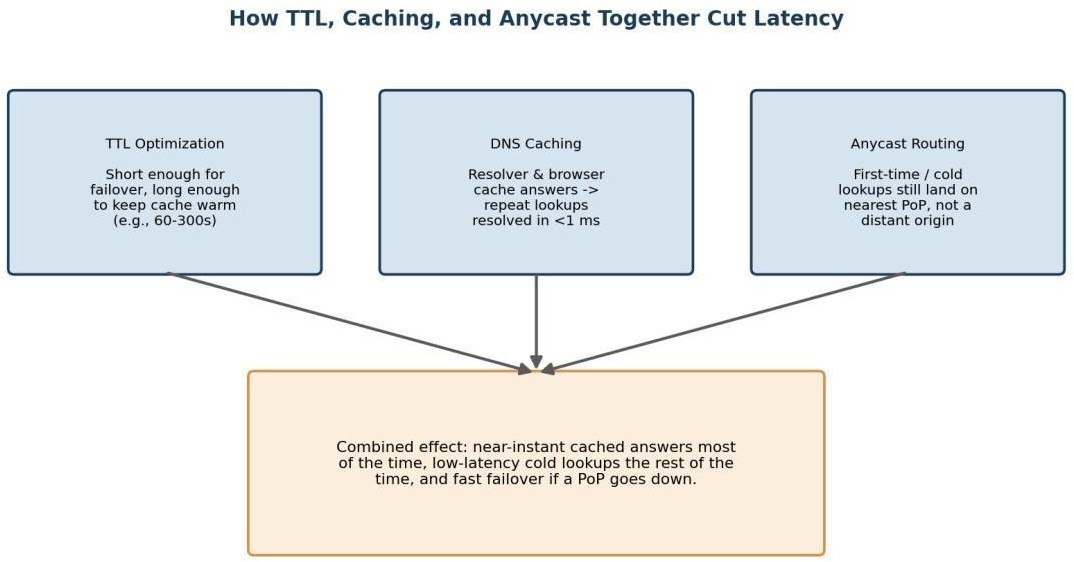 How TTL, Caching, and Anycast Together Cut Latency
TTL Optimization
Short enough for
failover, long enough
to keep cache warm
(e.g., 60-300s)
DNS Caching
Resolver & browser
cache answers ->
repeat lookups
resolved in <1 ms
Anycast Routing
First-time / cold
lookups still land on
nearest PoP, not a
distant origin
Combined effect: near-instant cached answers most
of the time, low-latency cold lookups the rest of the
time, and fast failover if a PoP goes down.